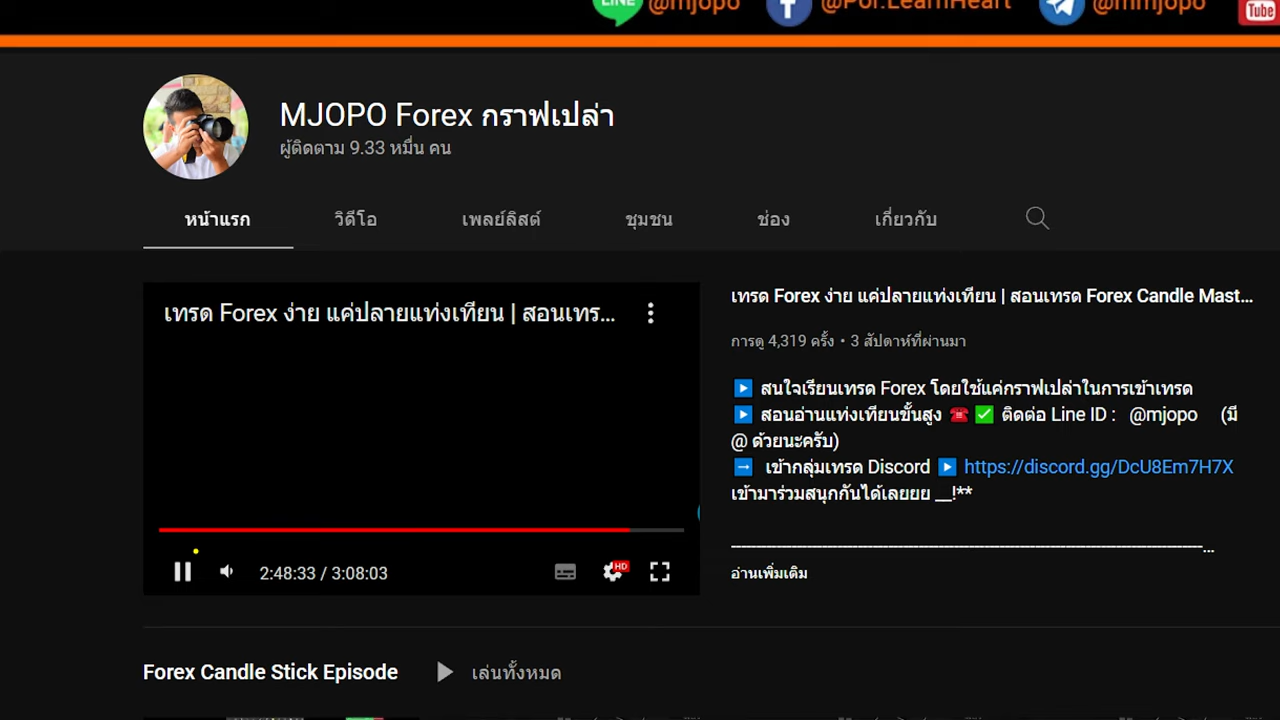 LINE @mjopo @Por.LearnHeart @mmjopo Tube
MJOPO Forex กราฟเปล่า
ผู้ติดตาม 9.33 หมื่น คน
หน้าแรก วิดีโอ เพลย์ลิสต์ ชุมชน ช่อง เกี่ยวกับ
เทรด Forex ง่าย แค่ปลายแท่งเทียน | สอนเทร...
2:48:33 / 3:08:03
HD
เทรด Forex ง่าย แค่ปลายแท่งเทียน | สอนเทรด Forex Candle Mast...
การดู 4,319 ครั้ง • 3 สัปดาห์ที่ผ่านมา
▶ สนใจเรียนเทรด Forex โดยใช้แค่กราฟเปล่าในการเข้าเทรด
▶ สอนอ่านแท่งเทียนขั้นสูง ☎️ ✅ ติดต่อ Line ID : @mjopo (มี
@ ด้วยนะครับ)
➡ เข้ากลุ่มเทรด Discord ▶ https://discord.gg/DcU8Em7H7X
เข้ามาร่วมสนุกกันได้เลยยย __!**
--------------------------------------------------------------...
อ่านเพิ่มเติม
Forex Candle Stick Episode ▶ เล่นทั้งหมด